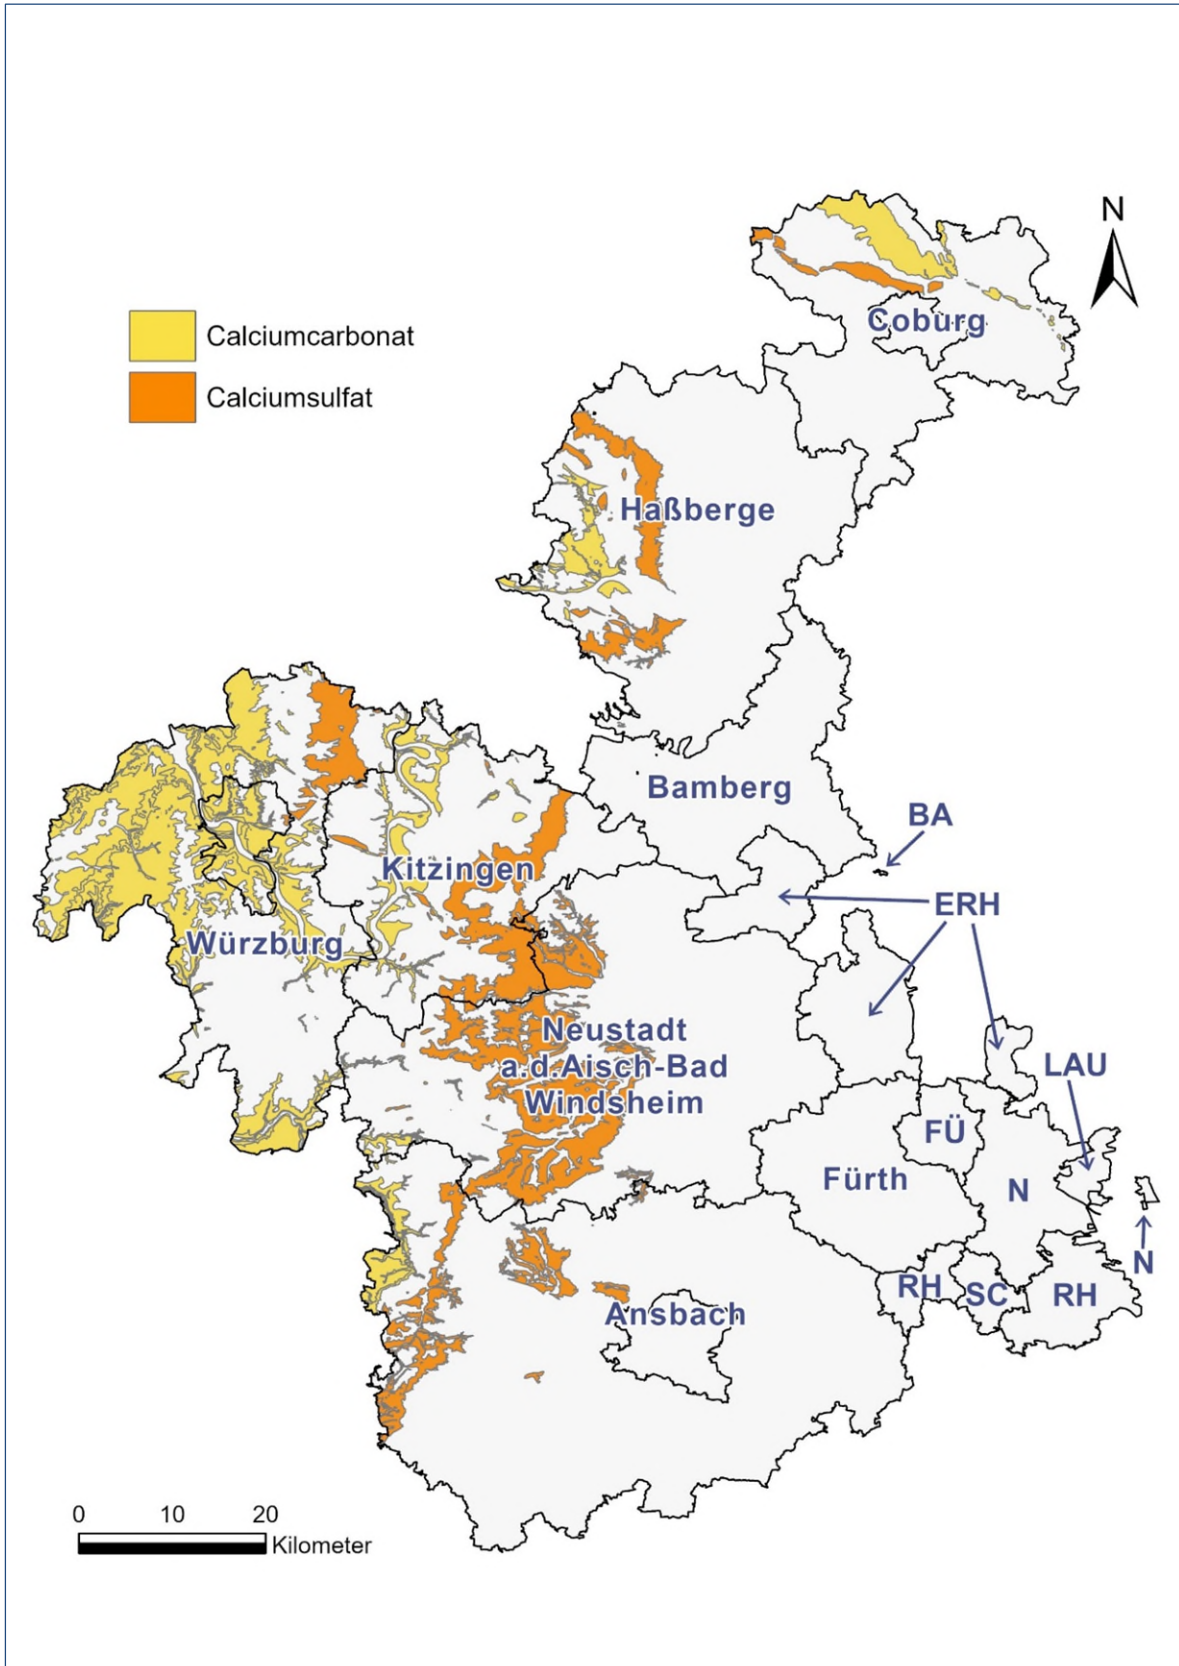 N
Calciumcarbonat
Calciumsulfat
Coburg
Haßberge
Bamberg
BA
Kitzingen
ERH
Würzburg
Neustadt
a.d.Aisch-Bad
Windsheim
LAU
FÜ
Fürth
N
N
RH
SC
RH
Ansbach
0 10 20
Kilometer